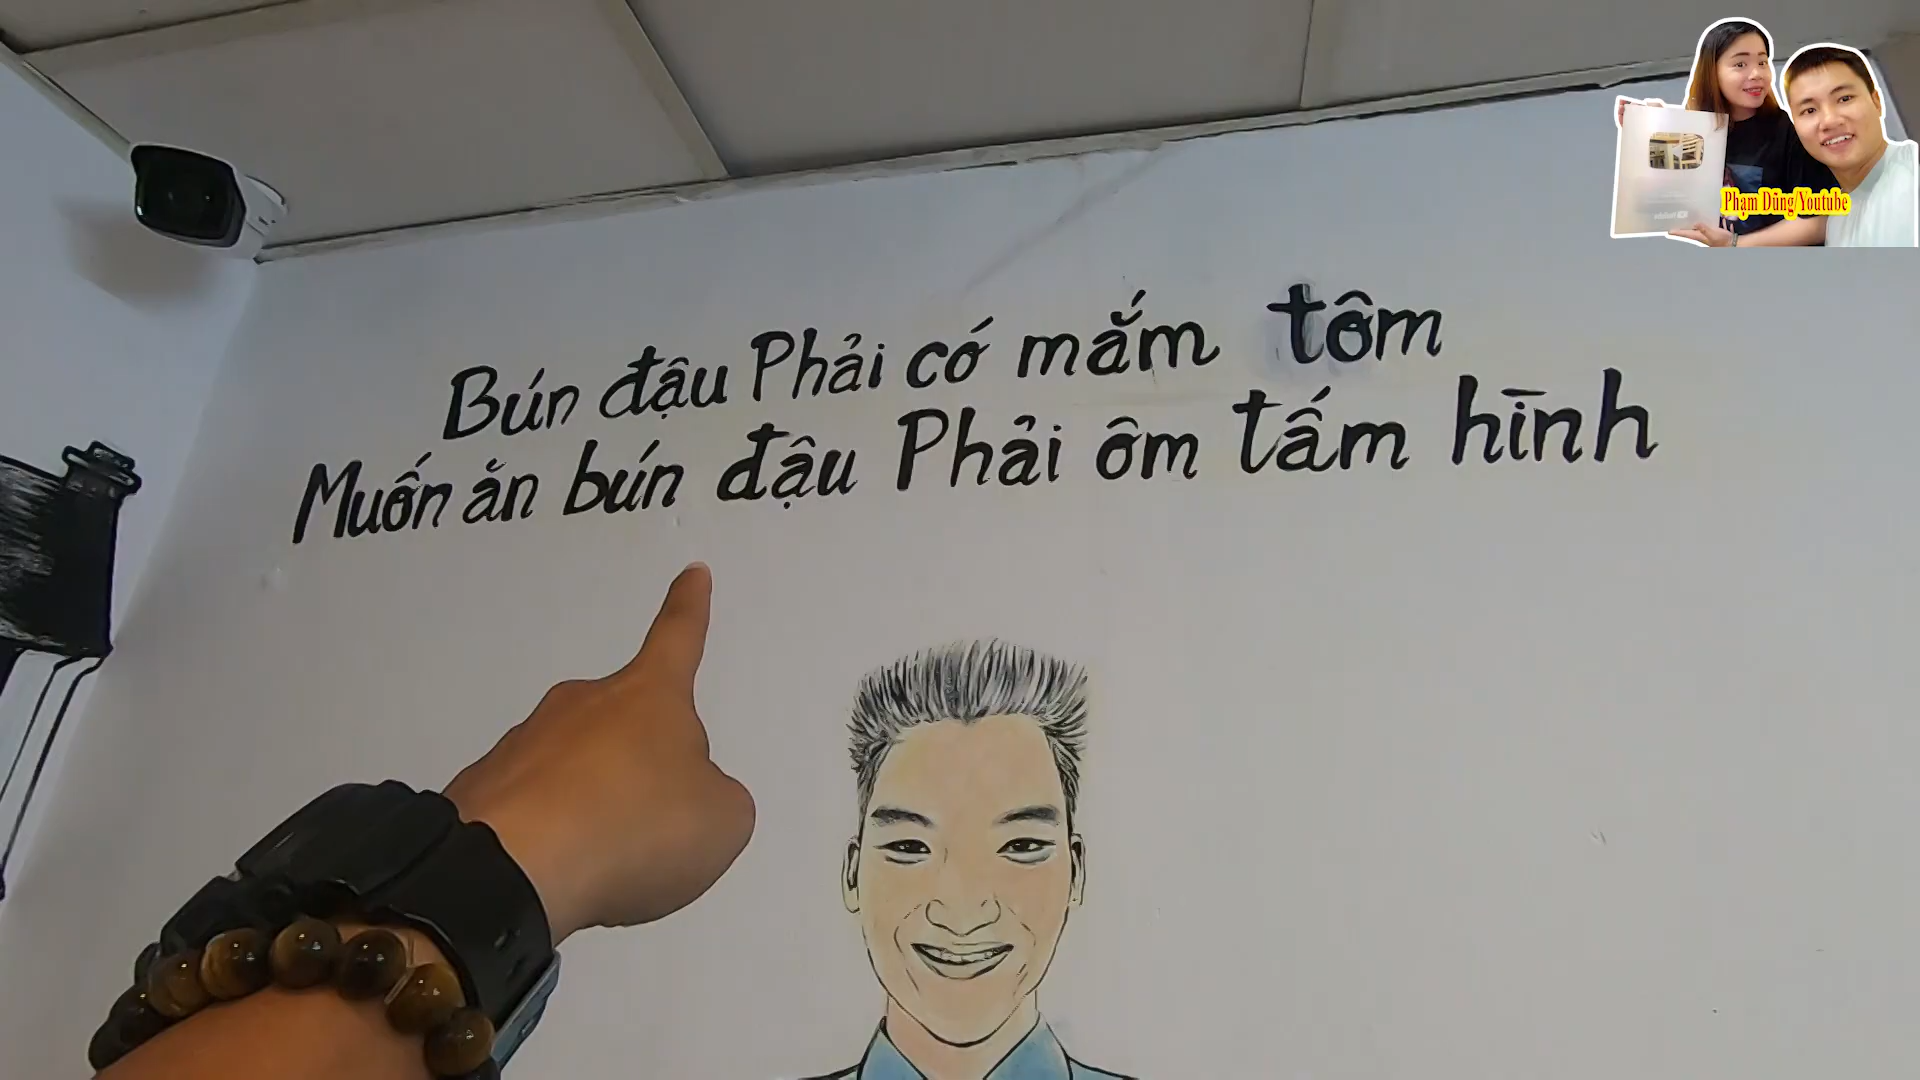 Phạm Dũng Youtube
Bún đậu Phải có mắm tôm
Muốn ăn bún đậu Phải ôm tấm hình